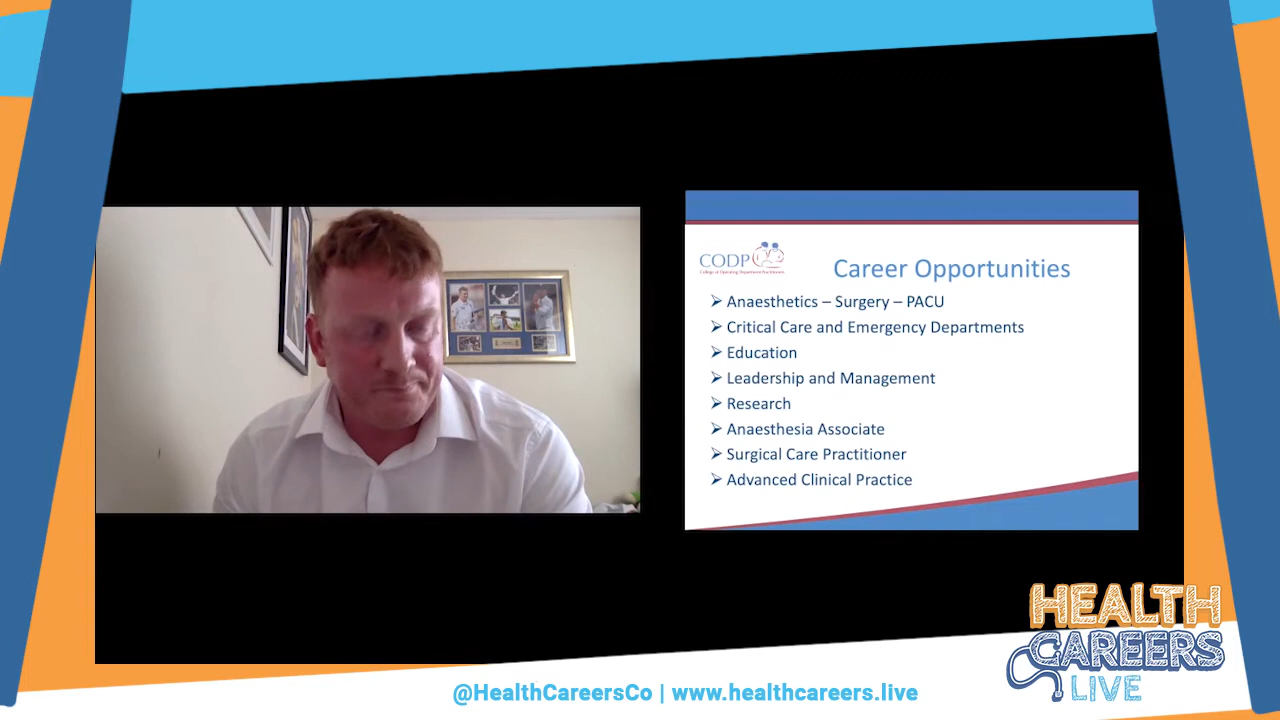 CODP
College of Operating Department Practitioners
Career Opportunities
➢ Anaesthetics – Surgery – PACU
➢ Critical Care and Emergency Departments
➢ Education
➢ Leadership and Management
➢ Research
➢ Anaesthesia Associate
➢ Surgical Care Practitioner
➢ Advanced Clinical Practice
HEALTH
CAREERS
LIVE
@HealthCareersCo | www.healthcareers.live